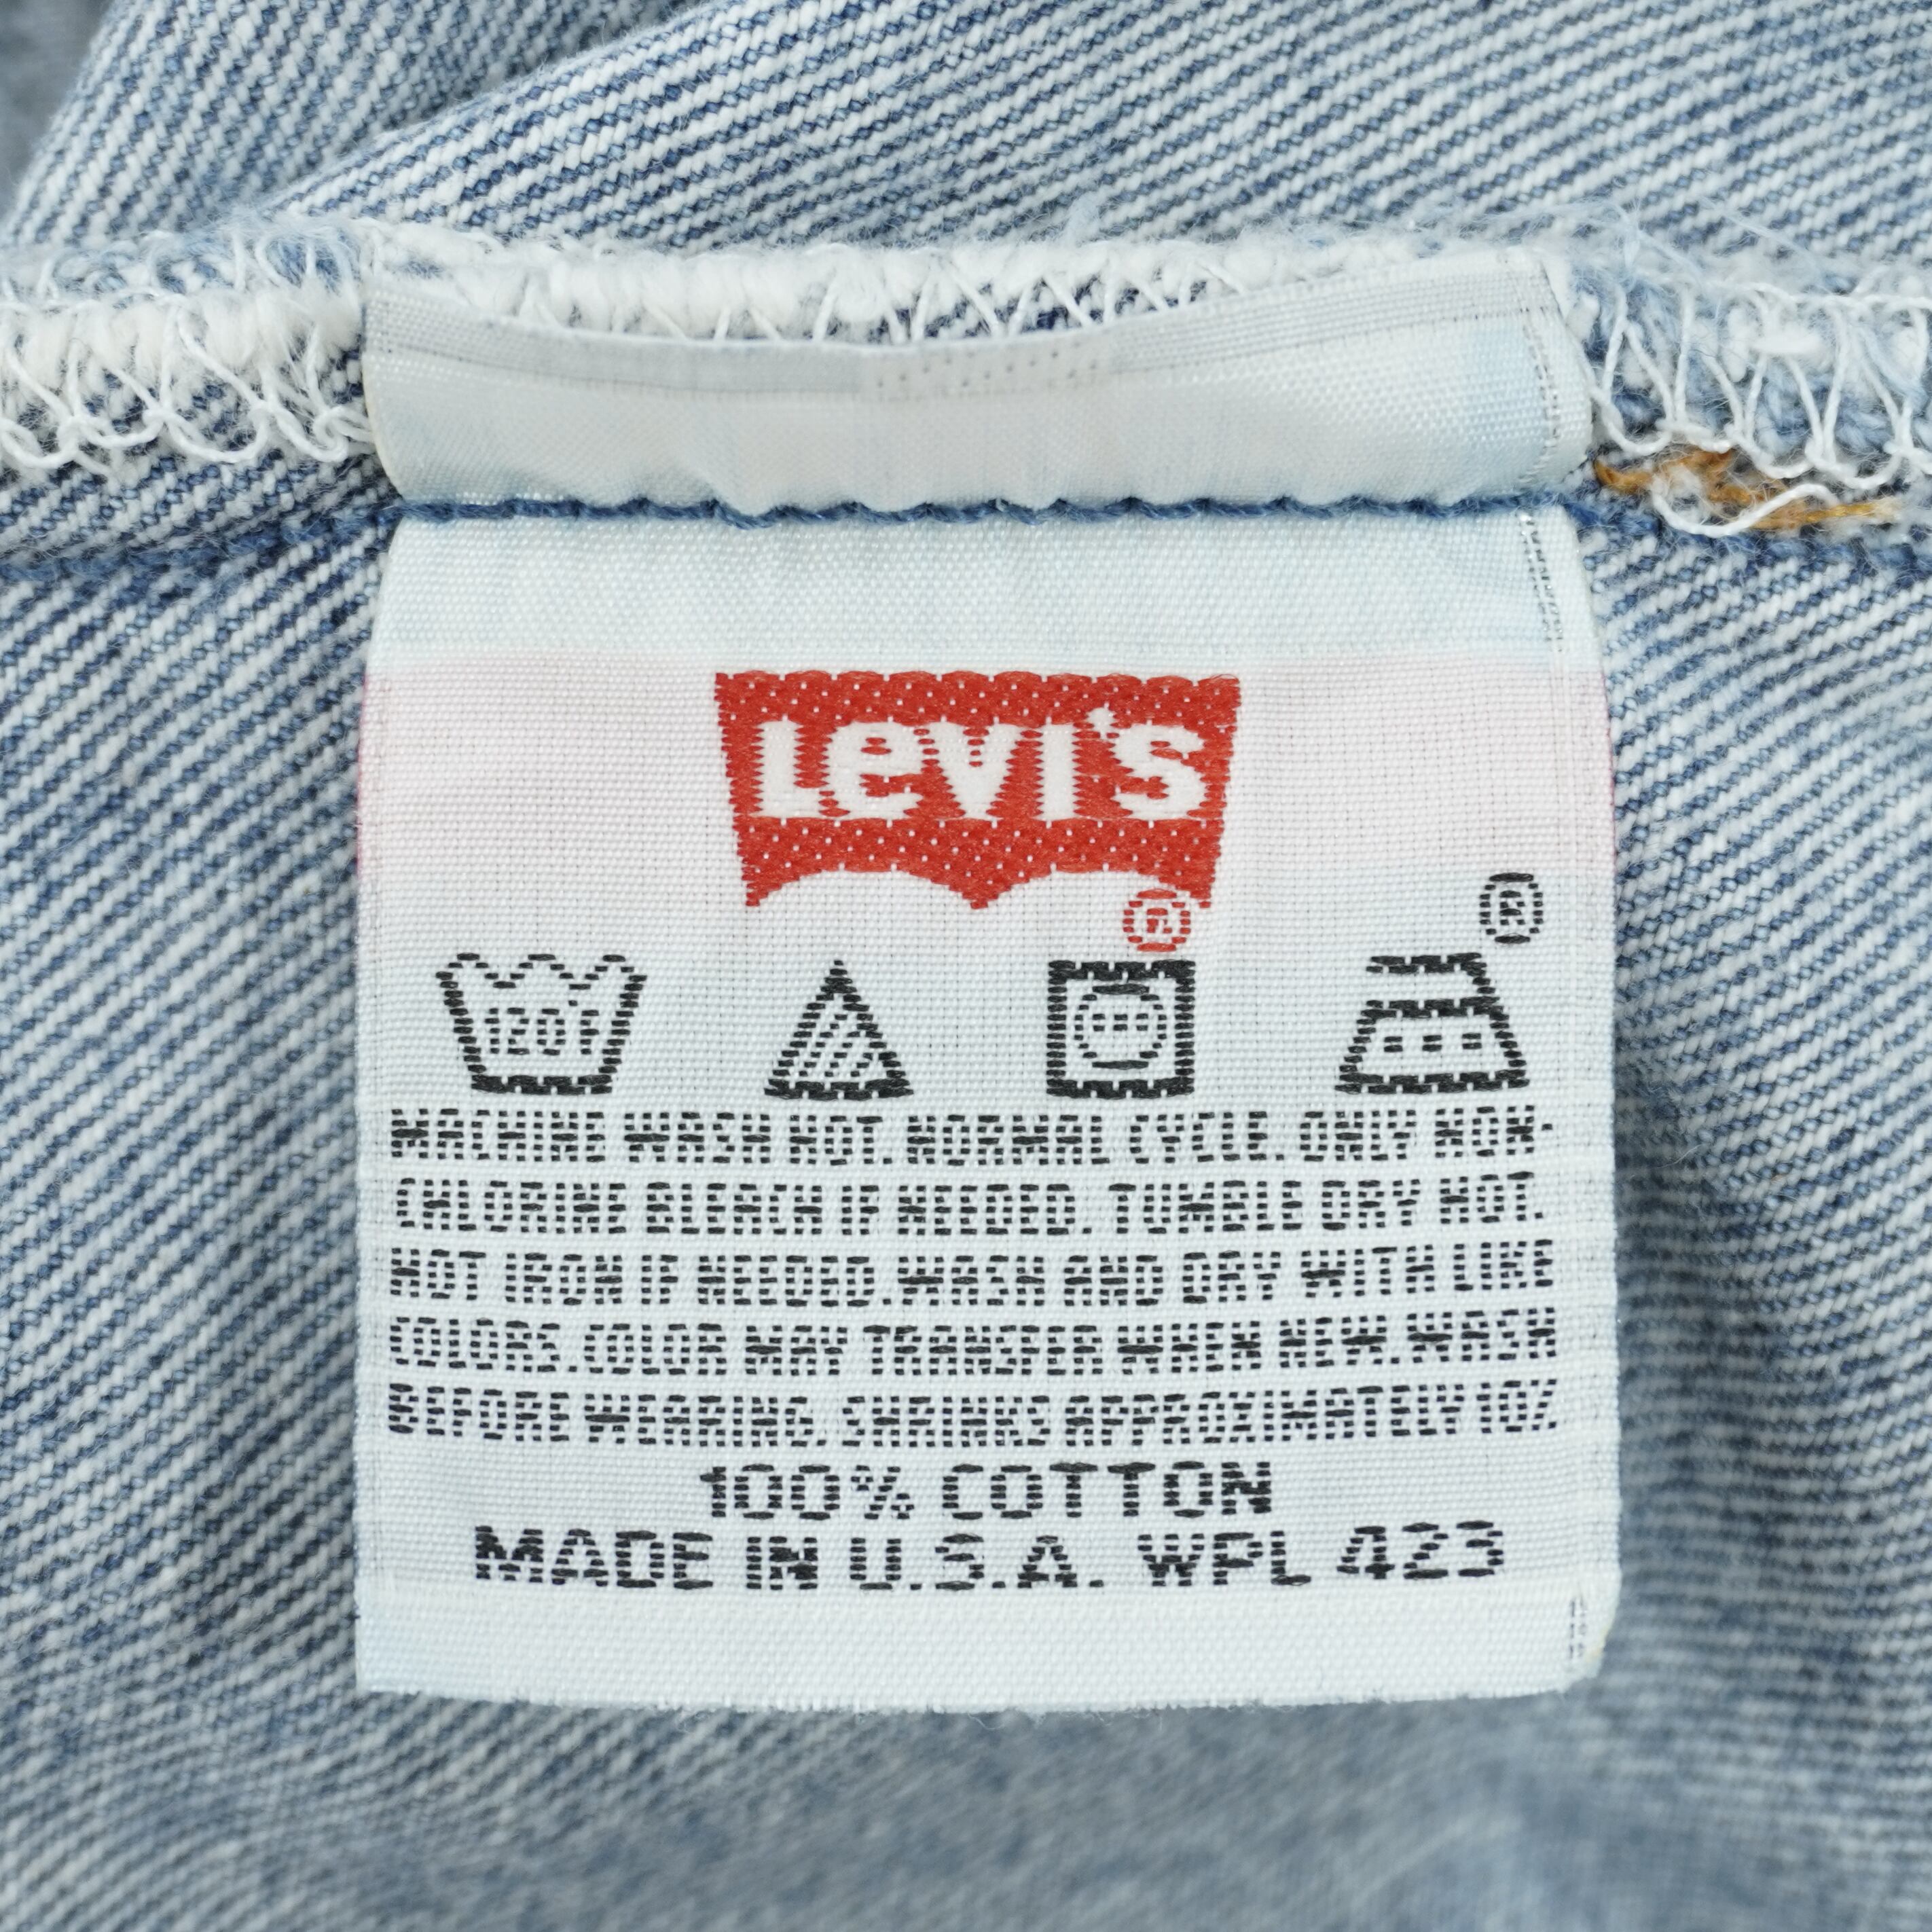 Levi's
®
®
120°F
MACHINE WASH HOT. NORMAL CYCLE. ONLY NON-
CHLORINE BLEACH IF NEEDED. TUMBLE DRY HOT.
HOT IRON IF NEEDED. WASH AND DRY WITH LIKE
COLORS. COLOR MAY TRANSFER WHEN NEW. WASH
BEFORE WEARING. SHRINKS APPROXIMATELY 10%
100% COTTON
MADE IN U.S.A. WPL 423